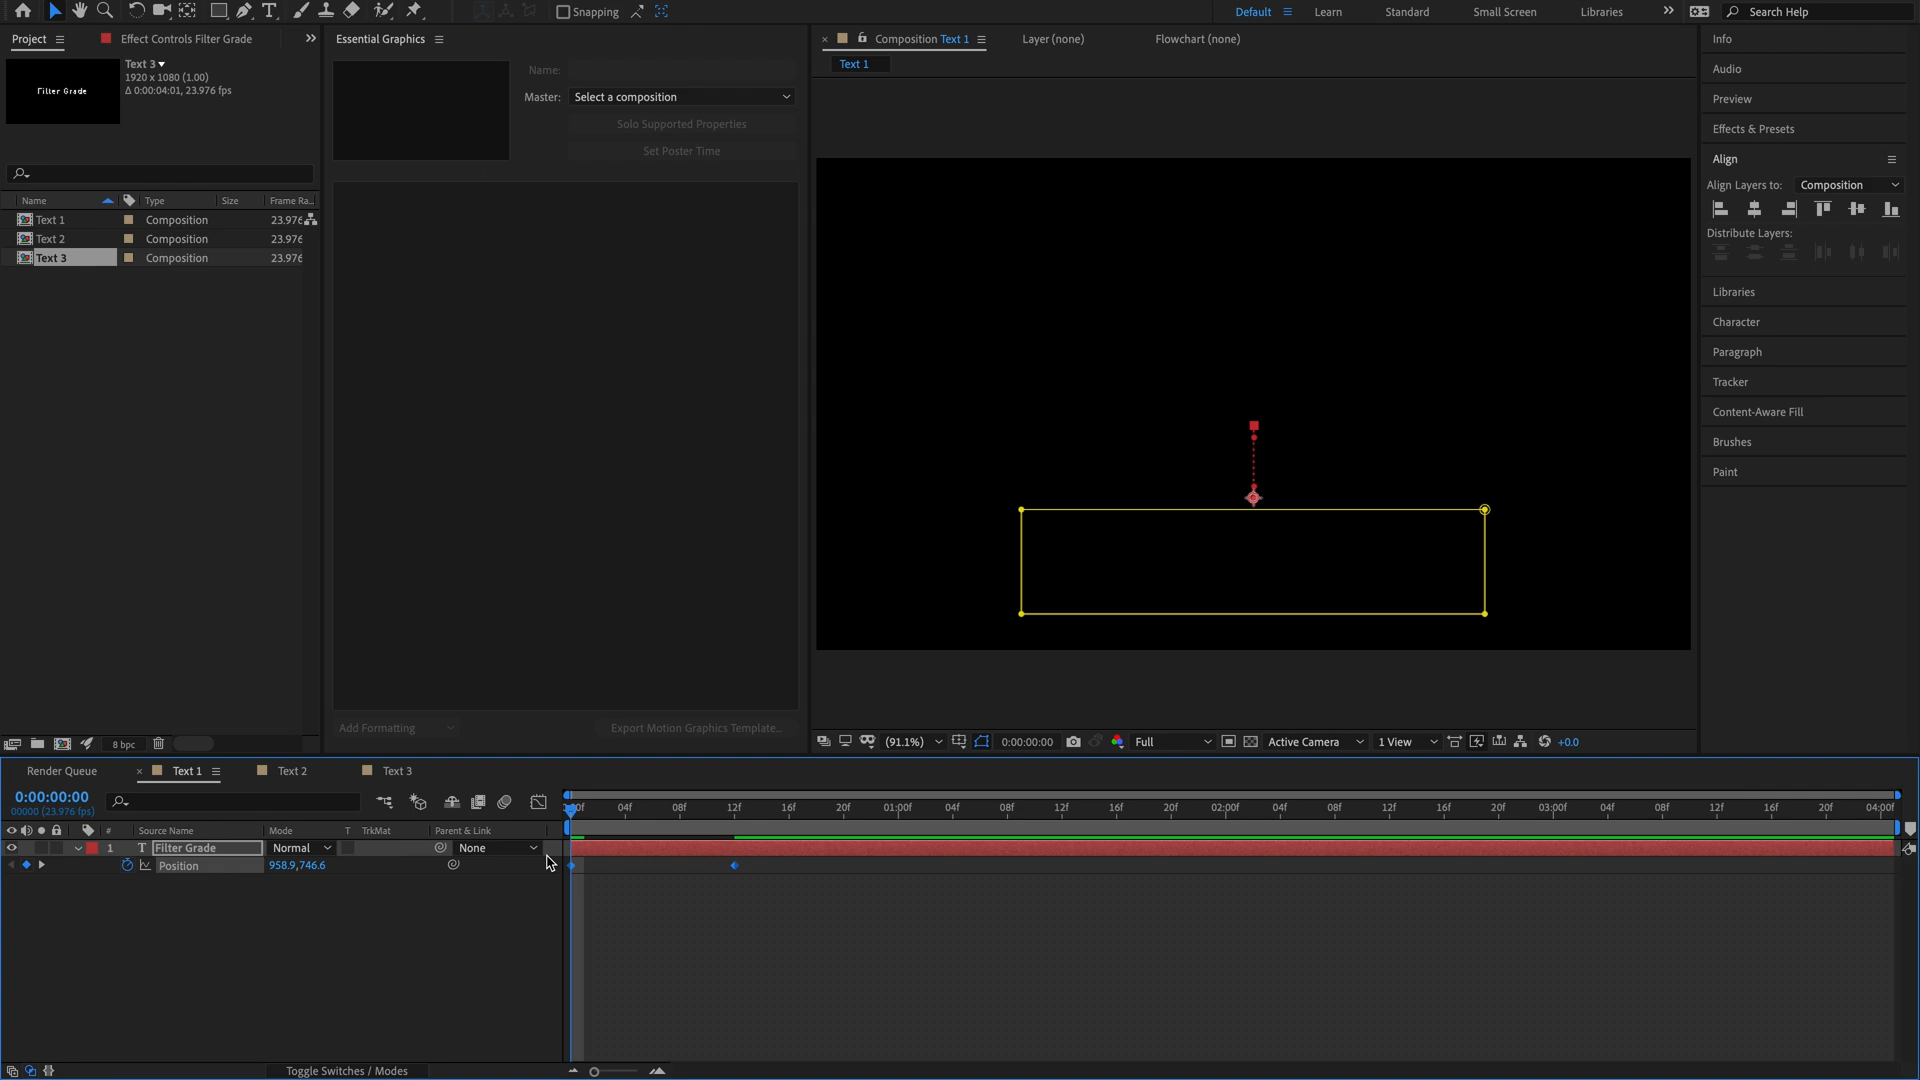 Snapping
Default
Learn
Standard
Small Screen
Libraries
Search Help
Project
Effect Controls Filter Grade
Essential Graphics
Composition Text 1
Layer (none)
Flowchart (none)
Info
Text 3
1920 x 1080 (1.00)
Δ 0:00:04:01, 23.976 fps
Filter Grade
Name:
Master:
Select a composition
Solo Supported Properties
Set Poster Time
Text 1
Audio
Preview
Effects & Presets
Align
Align Layers to:
Composition
Distribute Layers:
Libraries
Character
Paragraph
Tracker
Content-Aware Fill
Brushes
Paint
Name
Type
Size
Frame Ra...
Text 1
Composition
23.976
Text 2
Composition
23.976
Text 3
Composition
23.976
Add Formatting
Export Motion Graphics Template...
8 bpc
(91.1%)
0:00:00:00
Full
Active Camera
1 View
+0.0
Render Queue
Text 1
Text 2
Text 3
0:00:00:00
00000 (23.976 fps)
:00f 04f 08f 12f 16f 20f 01:00f 04f 08f 12f 16f 20f 02:00f 04f 08f 12f 16f 20f 03:00f 04f 08f 12f 16f 20f 04:00f
# Source Name Mode T TrkMat Parent & Link
1 T Filter Grade Normal None
Position 958.9,746.6
Toggle Switches / Modes